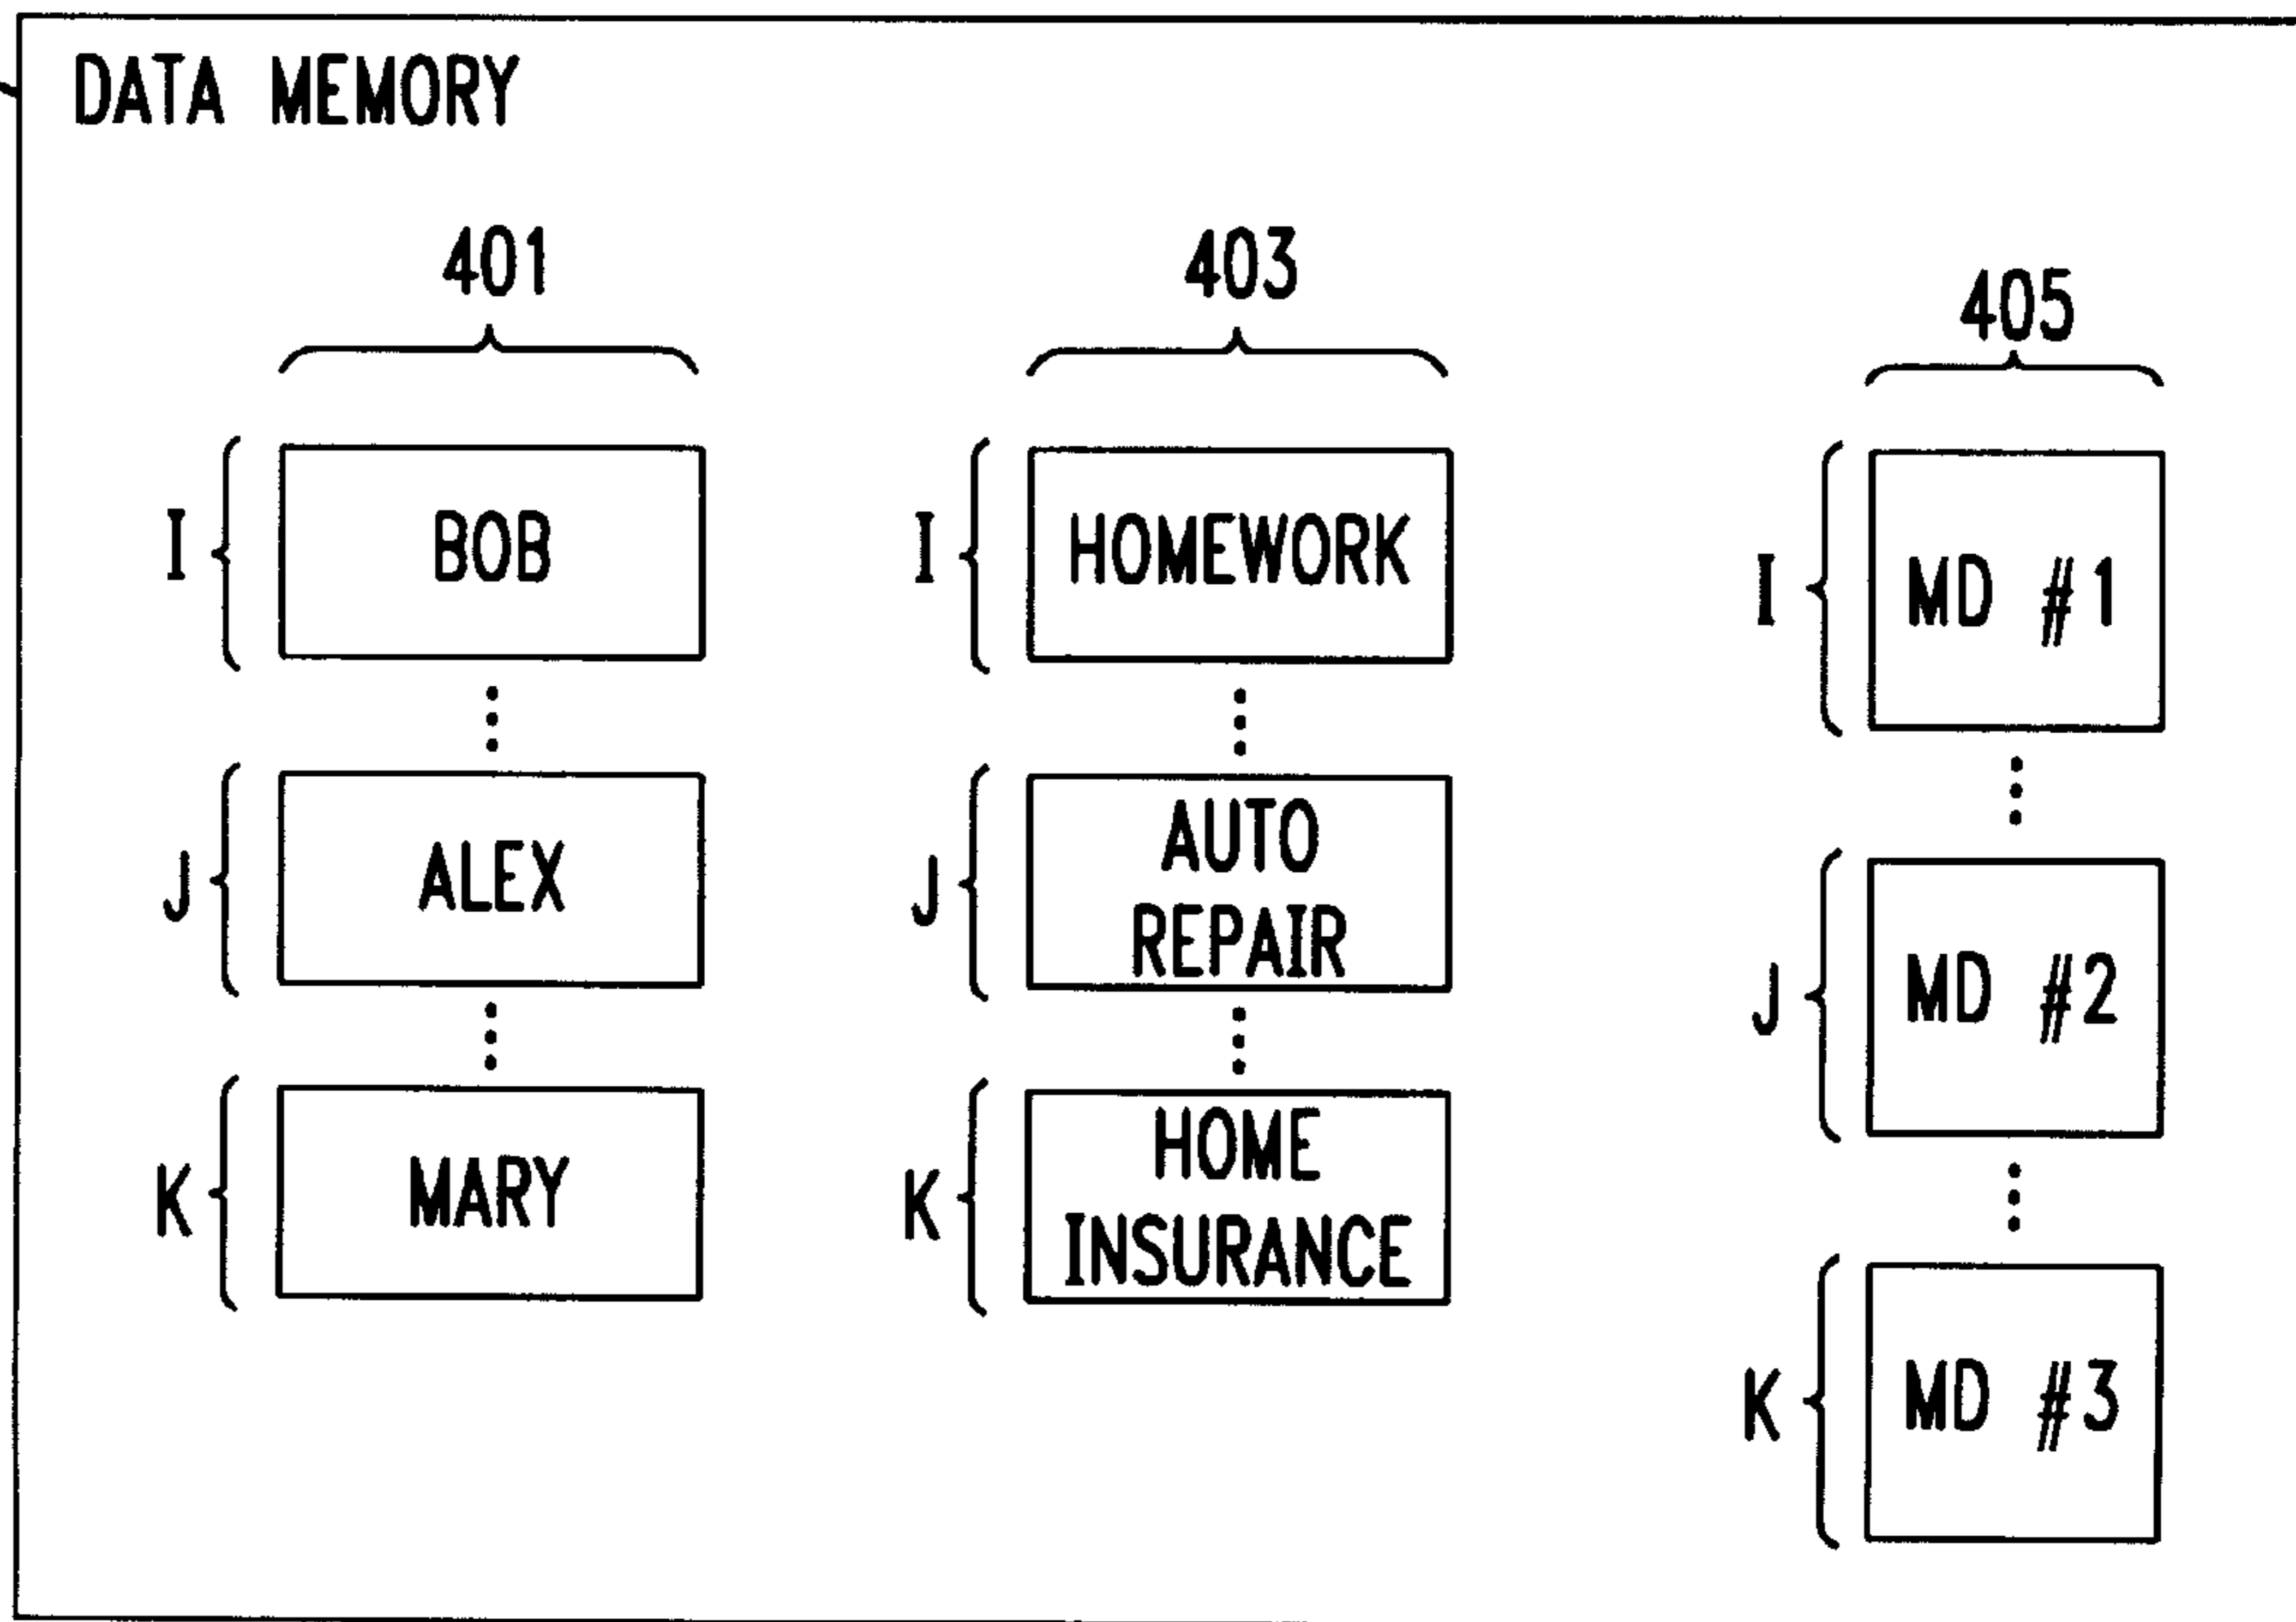 DATA MEMORY
401
403
405
I
BOB
I
HOMEWORK
I
MD #1
J
ALEX
J
AUTO
REPAIR
J
MD #2
K
MARY
K
HOME
INSURANCE
K
MD #3